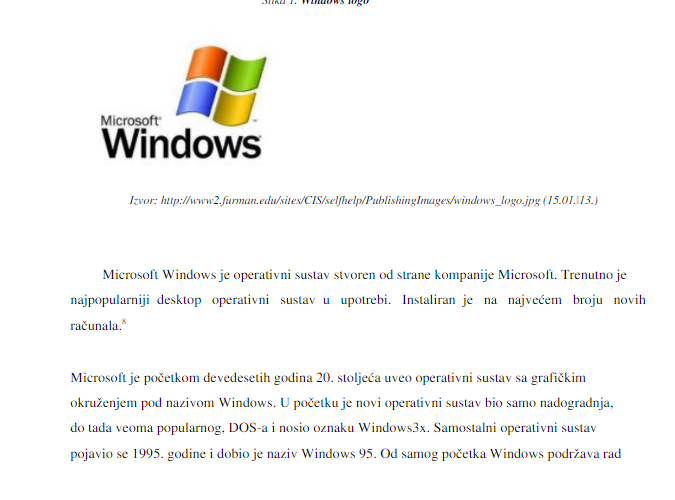 Slika 1. Windows logo
Microsoft
Windows
Izvor: http://www2.furman.edu/sites/CIS/selfhelp/PublishingImages/windows_logo.jpg (15.01.
Microsoft Windows je operativni sustav stvoren od strane kompanije Microsoft. Trenutno je
najpopularniji desktop operativni sustav u upotrebi. Instaliran je na najvećem broju novih
računala.8
Microsoft je početkom devedesetih godina 20. stoljeća uveo operativni sustav sa grafičkim
okruženjem pod nazivom Windows. U početku je novi operativni sustav bio samo nadogradnja,
do tada veoma popularnog, DOS-a i nosio oznaku Windows3x. Samostalni operativni sustav
pojavio se 1995. godine i dobio je naziv Windows 95. Od samog početka Windows podržava rad